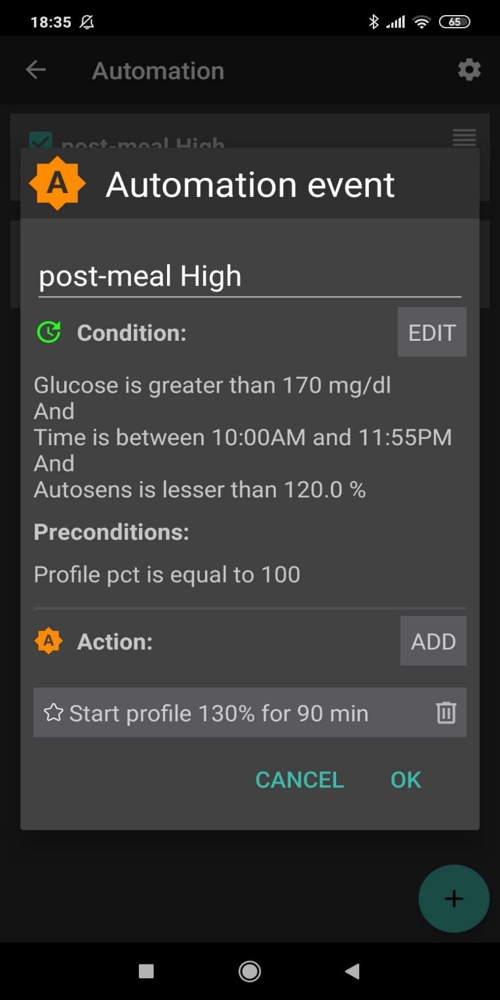 18:35
65
Automation
post-meal High
A Automation event
post-meal High
Condition:
EDIT
Glucose is greater than 170 mg/dl
And
Time is between 10:00AM and 11:55PM
And
Autosens is lesser than 120.0 %
Preconditions:
Profile pct is equal to 100
A Action:
ADD
Start profile 130% for 90 min
CANCEL OK
+